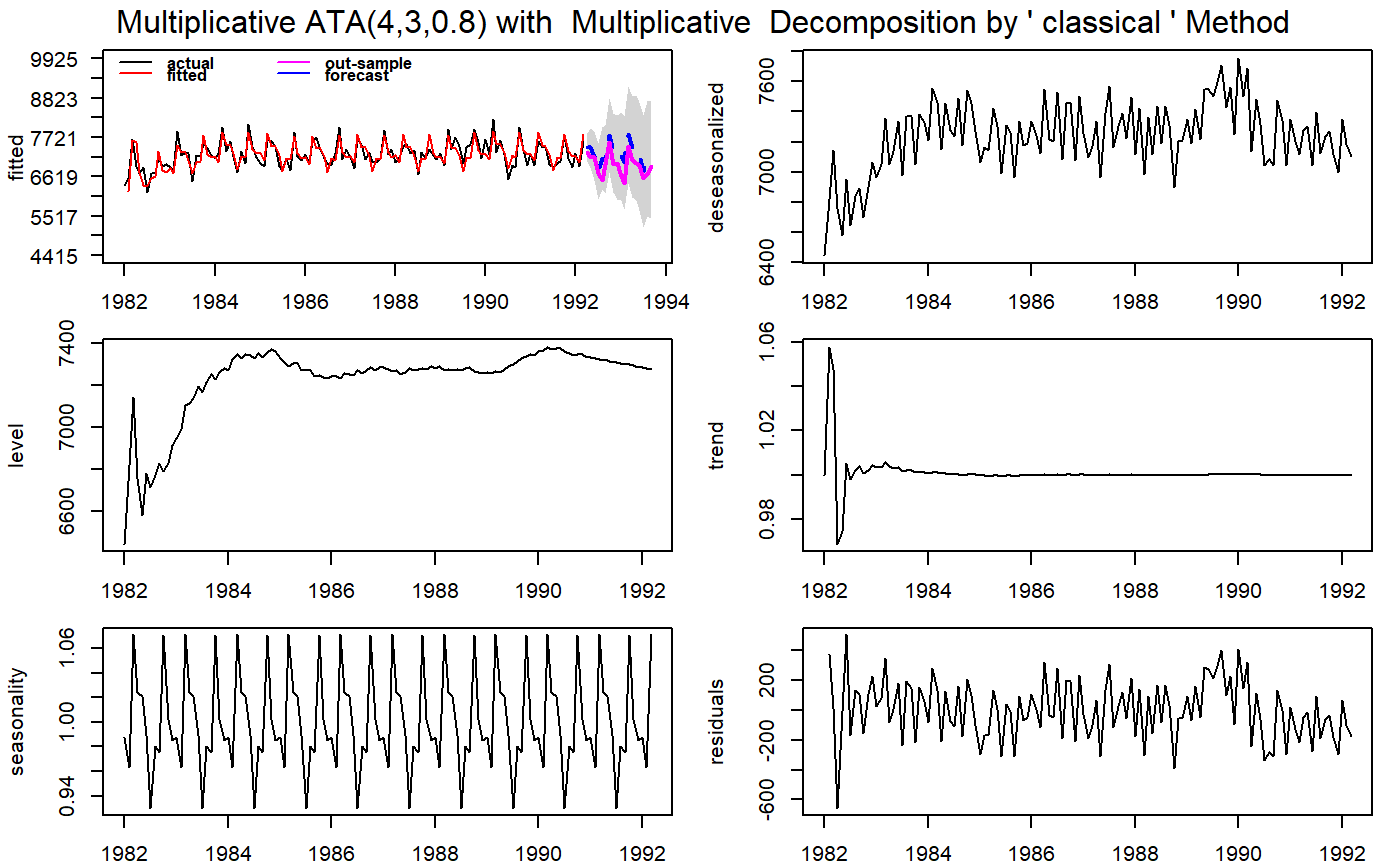 Multiplicative ATA(4,3,0.8) with  Multiplicative  Decomposition by ' classical ' Method
9925
8823
7721
6619
5517
4415
fitted
actual
fitted
out-sample
forecast
1982 1984 1986 1988 1990 1992 1994
7600
7000
6400
deseasonalized
1982 1984 1986 1988 1990 1992
7400
7000
6600
level
1982 1984 1986 1988 1990 1992
1.06
1.02
0.98
trend
1982 1984 1986 1988 1990 1992
1.06
1.00
0.94
seasonality
1982 1984 1986 1988 1990 1992
200
-200
-600
residuals
1982 1984 1986 1988 1990 1992